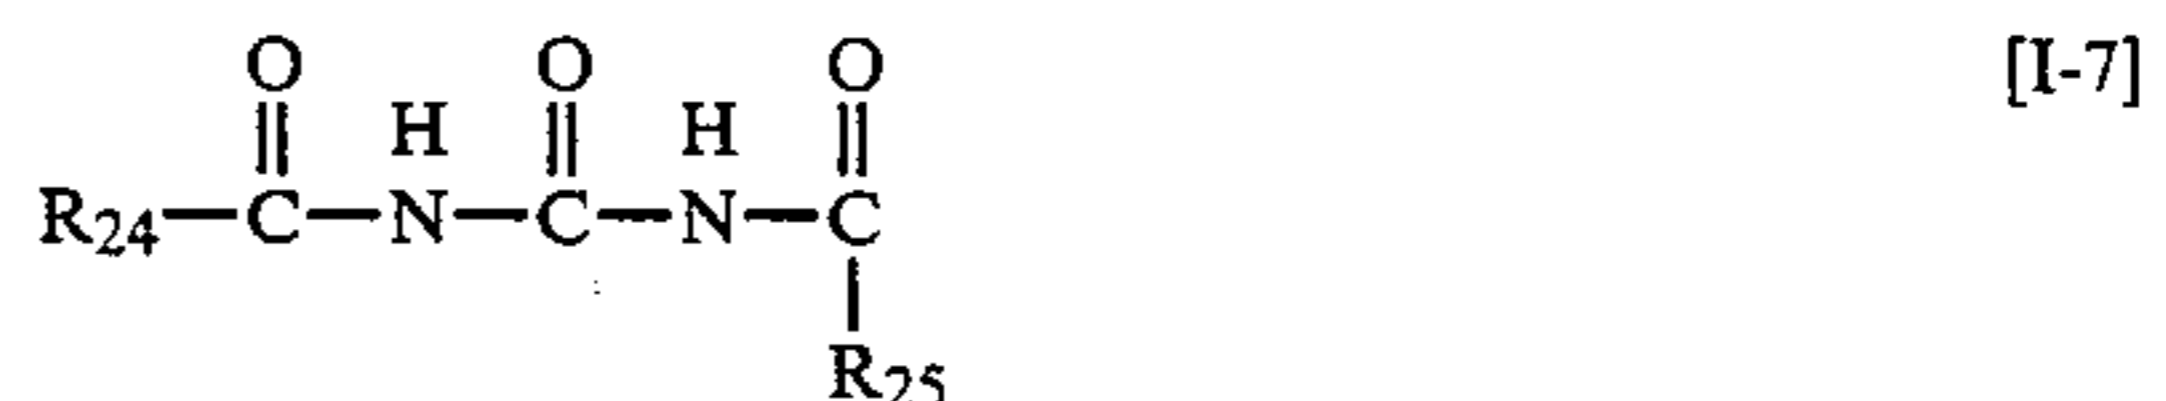 O O O [I-7]
H H
R24—C—N—C—N—C
R25